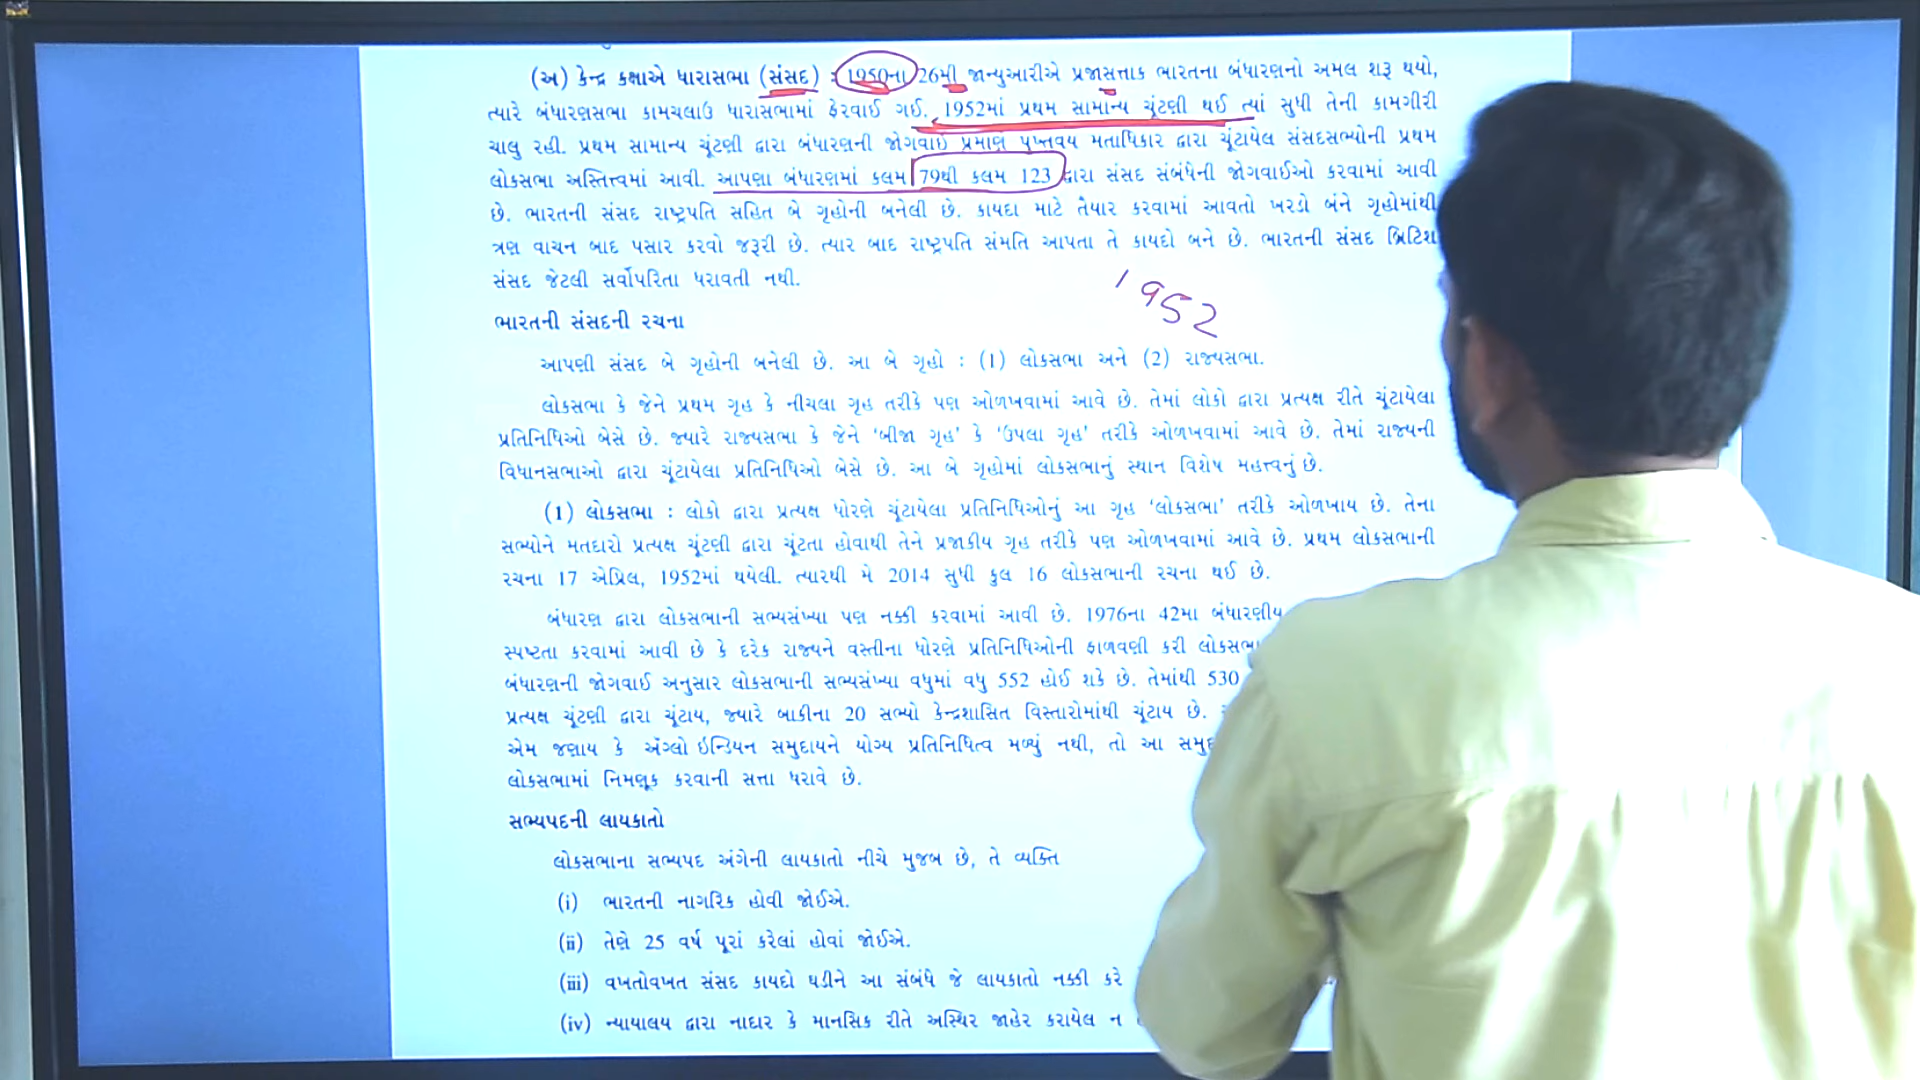 (અ) કેન્દ્ર કક્ષાએ ધારાસભા (સંસદ) : 1950ના 26મી જાન્યુઆરીએ પ્રજાસત્તાક ભારતના બંધારણનો અમલ શરૂ થયો,
ત્યારે બંધારણસભા કામચલાઉ ધારાસભામાં ફેરવાઈ ગઈ. 1952માં પ્રથમ સામાન્ય ચૂંટણી થઈ ત્યાં સુધી તેની કામગીરી
ચાલુ રહી. પ્રથમ સામાન્ય ચૂંટણી દ્વારા બંધારણની જોગવાઈ પ્રમાણે પુખ્તવય મતાધિકાર દ્વારા ચૂંટાયેલ સંસદસભ્યોની પ્રથમ
લોકસભા અસ્તિત્વમાં આવી. આપણા બંધારણમાં કલમ 79થી કલમ 123 દ્વારા સંસદ સંબંધેની જોગવાઈઓ કરવામાં આવી
છે. ભારતની સંસદ રાષ્ટ્રપતિ સહિત બે ગૃહોની બનેલી છે. કાયદા માટે તૈયાર કરવામાં આવતો ખરડો બંને ગૃહોમાંથી
ત્રણ વાચન બાદ પસાર કરવો જરૂરી છે. ત્યાર બાદ રાષ્ટ્રપતિ સંમતિ આપતા તે કાયદો બને છે. ભારતની સંસદ બ્રિટિશ
સંસદ જેટલી સર્વોપરિતા ધરાવતી નથી.
1952
ભારતની સંસદની રચના
આપણી સંસદ બે ગૃહોની બનેલી છે. આ બે ગૃહો : (1) લોકસભા અને (2) રાજ્યસભા.
લોકસભા કે જેને પ્રથમ ગૃહ કે નીચલા ગૃહ તરીકે પણ ઓળખવામાં આવે છે. તેમાં લોકો દ્વારા પ્રત્યક્ષ રીતે ચૂંટાયેલા
પ્રતિનિધિઓ બેસે છે. જ્યારે રાજ્યસભા કે જેને ‘બીજા ગૃહ’ કે ‘ઉપલા ગૃહ’ તરીકે ઓળખવામાં આવે છે. તેમાં રાજ્યની
વિધાનસભાઓ દ્વારા ચૂંટાયેલા પ્રતિનિધિઓ બેસે છે. આ બે ગૃહોમાં લોકસભાનું સ્થાન વિશેષ મહત્ત્વનું છે.
(1) લોકસભા : લોકો દ્વારા પ્રત્યક્ષ ધોરણે ચૂંટાયેલા પ્રતિનિધિઓનું આ ગૃહ ‘લોકસભા’ તરીકે ઓળખાય છે. તેના
સભ્યોને મતદારો પ્રત્યક્ષ ચૂંટણી દ્વારા ચૂંટતા હોવાથી તેને પ્રજાકીય ગૃહ તરીકે પણ ઓળખવામાં આવે છે. પ્રથમ લોકસભાની
રચના 17 એપ્રિલ, 1952માં થયેલી. ત્યારથી મે 2014 સુધી કુલ 16 લોકસભાની રચના થઈ છે.
બંધારણ દ્વારા લોકસભાની સભ્યસંખ્યા પણ નક્કી કરવામાં આવી છે. 1976ના 42મા બંધારણીય
સ્પષ્ટતા કરવામાં આવી છે કે દરેક રાજ્યને વસ્તીના ધોરણે પ્રતિનિધિઓની ફાળવણી કરી લોકસભા
બંધારણની જોગવાઈ અનુસાર લોકસભાની સભ્યસંખ્યા વધુમાં વધુ 552 હોઈ શકે છે. તેમાંથી 530
પ્રત્યક્ષ ચૂંટણી દ્વારા ચૂંટાય, જ્યારે બાકીના 20 સભ્યો કેન્દ્રશાસિત વિસ્તારોમાંથી ચૂંટાય છે.
એમ જણાય કે ઍંગ્લો ઇન્ડિયન સમુદાયને યોગ્ય પ્રતિનિધિત્વ મળ્યું નથી, તો આ
લોકસભામાં નિમણૂક કરવાની સત્તા ધરાવે છે.
સભ્યપદની લાયકાતો
લોકસભાના સભ્યપદ અંગેની લાયકાતો નીચે મુજબ છે, તે વ્યક્તિ
(i) ભારતની નાગરિક હોવી જોઈએ.
(ii) તેણે 25 વર્ષ પૂરાં કરેલાં હોવાં જોઈએ.
(iii) વખતોવખત સંસદ કાયદો ઘડીને આ સંબંધે જે લાયકાતો નક્કી કરે
(iv) ન્યાયાલય દ્વારા નાદાર કે માનસિક રીતે અસ્થિર જાહેર કરાયેલ ન